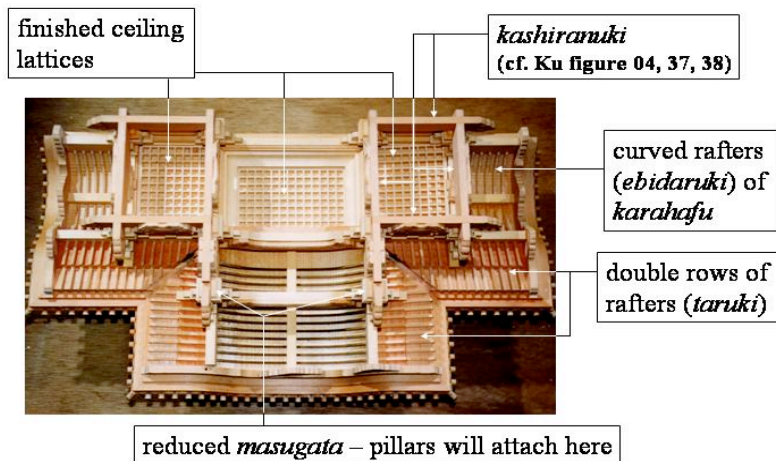 finished ceiling
lattices
kashiranuki
(cf. Ku figure 04, 37, 38)
curved rafters
(ebidaruki) of
karahafu
double rows of
rafters (taruki)
reduced masugata – pillars will attach here